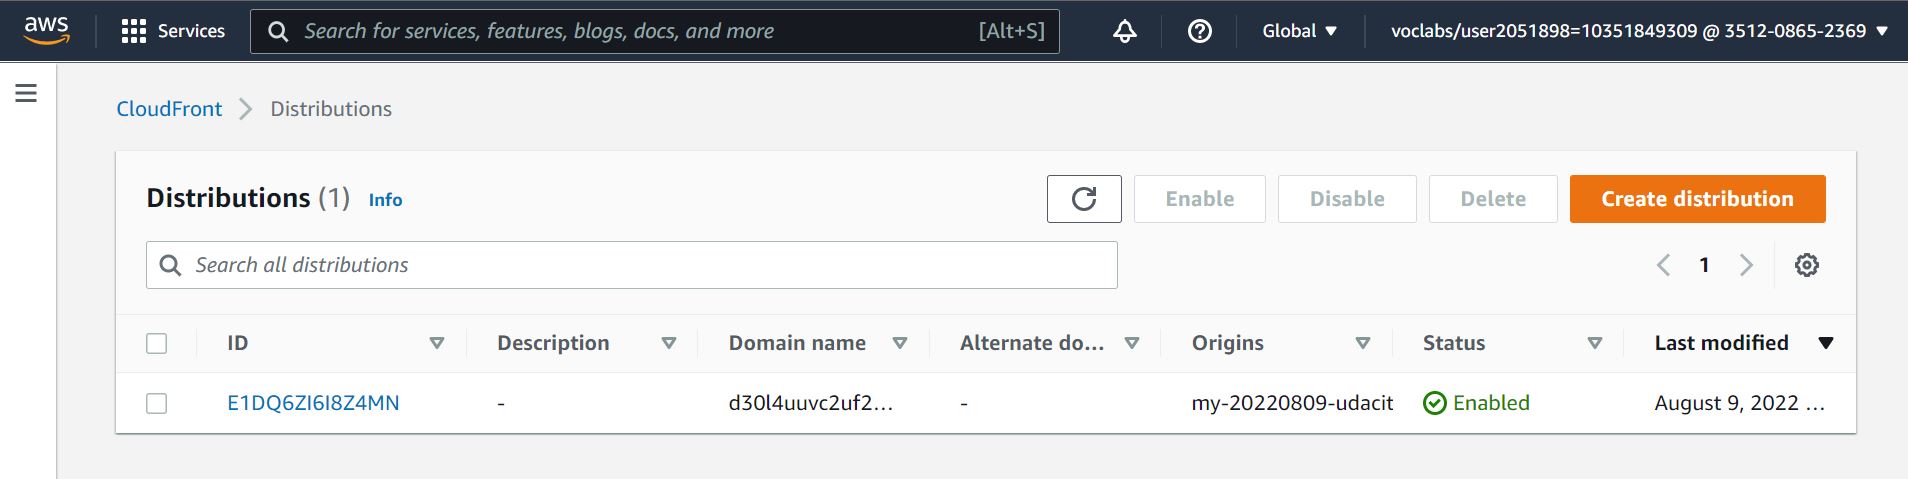 aws Services Search for services, features, blogs, docs, and more [Alt+S] Global voclabs/user2051898=10351849309 @ 3512-0865-2369
CloudFront Distributions
Distributions (1) Info Enable Disable Delete Create distribution
Search all distributions 1
ID Description Domain name Alternate do... Origins Status Last modified
E1DQ6ZI6I8Z4MN - d30l4uuvc2uf2... - my-20220809-udacit Enabled August 9, 2022 ...